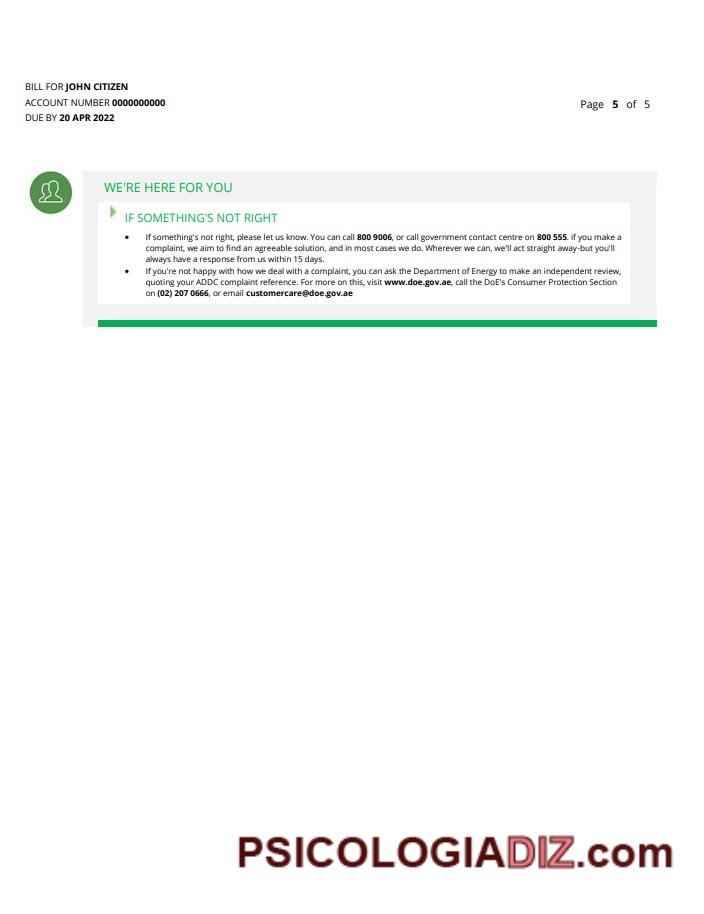 BILL FOR JOHN CITIZEN
ACCOUNT NUMBER 0000000000
DUE BY 20 APR 2022
Page 5 of 5
WE'RE HERE FOR YOU
IF SOMETHING'S NOT RIGHT
• If something's not right, please let us know. You can call 800 9006, or call government contact centre on 800 555. if you make a
complaint, we aim to find an agreeable solution, and in most cases we do. Wherever we can, we'll act straight away-but you'll
always have a response from us within 15 days.
• If you're not happy with how we deal with a complaint, you can ask the Department of Energy to make an independent review,
quoting your ADDC complaint reference. For more on this, visit www.doe.gov.ae, call the DoE's Consumer Protection Section
on (02) 207 0666, or email customercare@doe.gov.ae
PSICOLOGIADIZ.com